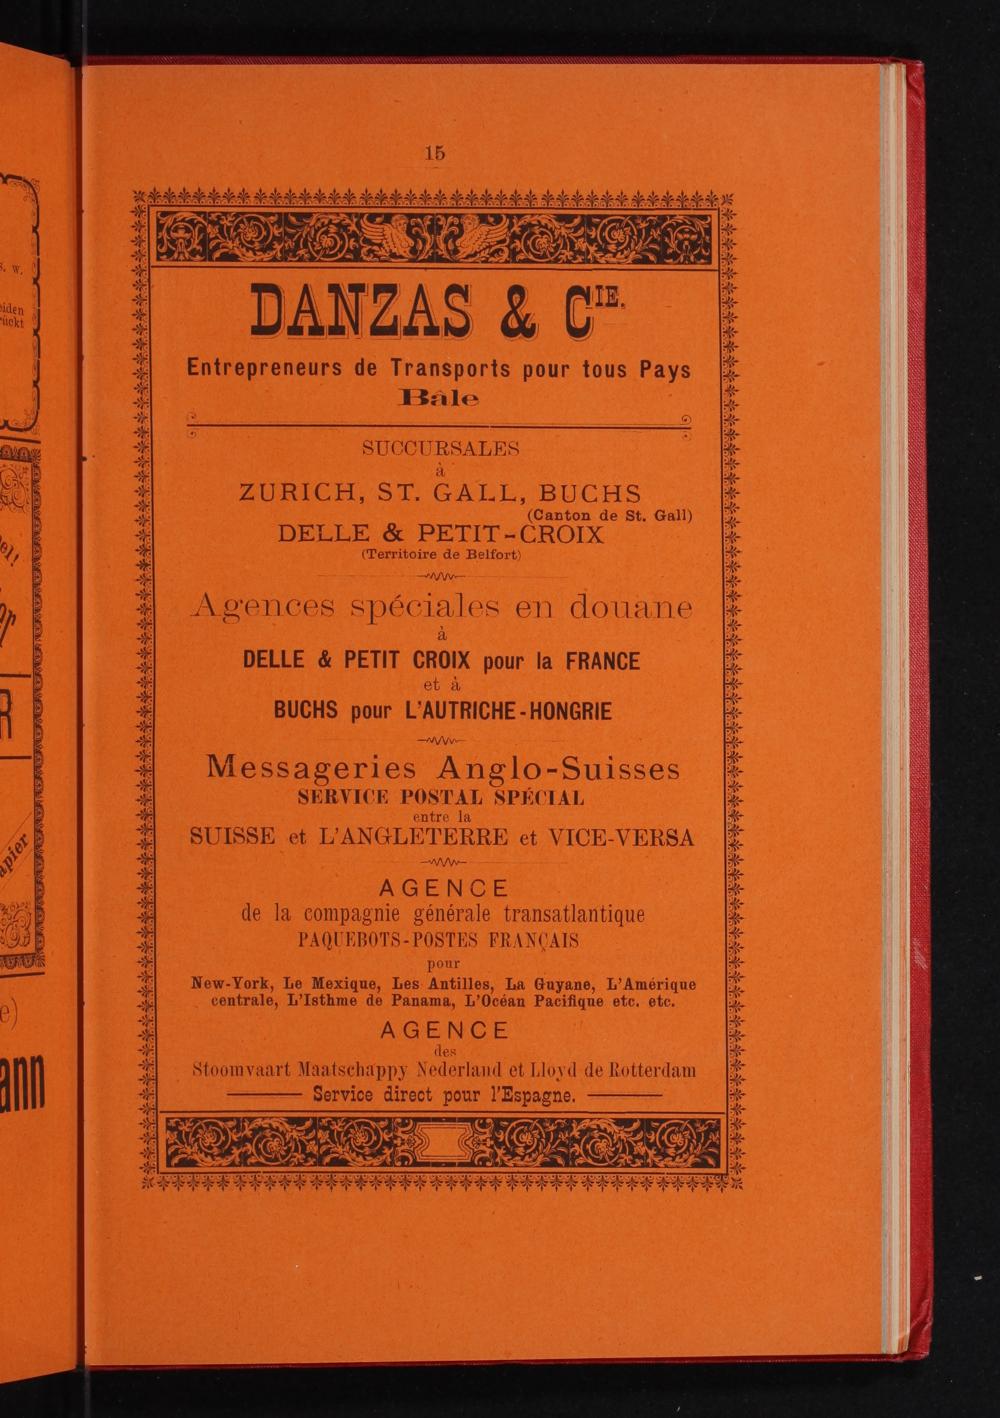 15
DANZAS & CIE.
Entrepreneurs de Transports pour tous Pays
Bâle
SUCCURSALES
à
ZURICH, ST. GALL, BUCHS
(Canton de St. Gall)
DELLE & PETIT-CROIX
(Territoire de Belfort)
Agences spéciales en douane
à
DELLE & PETIT CROIX pour la FRANCE
et à
BUCHS pour L'AUTRICHE-HONGRIE
Messageries Anglo-Suisses
SERVICE POSTAL SPÉCIAL
entre la
SUISSE et L'ANGLETERRE et VICE-VERSA
AGENCE
de la compagnie générale transatlantique
PAQUEBOTS-POSTES FRANÇAIS
pour
New-York, Le Mexique, Les Antilles, La Guyane, L'Amérique
centrale, L'Isthme de Panama, L'Océan Pacifique etc. etc.
AGENCE
des
Stoomvaart Maatschappy Nederland et Lloyd de Rotterdam
Service direct pour l'Espagne.